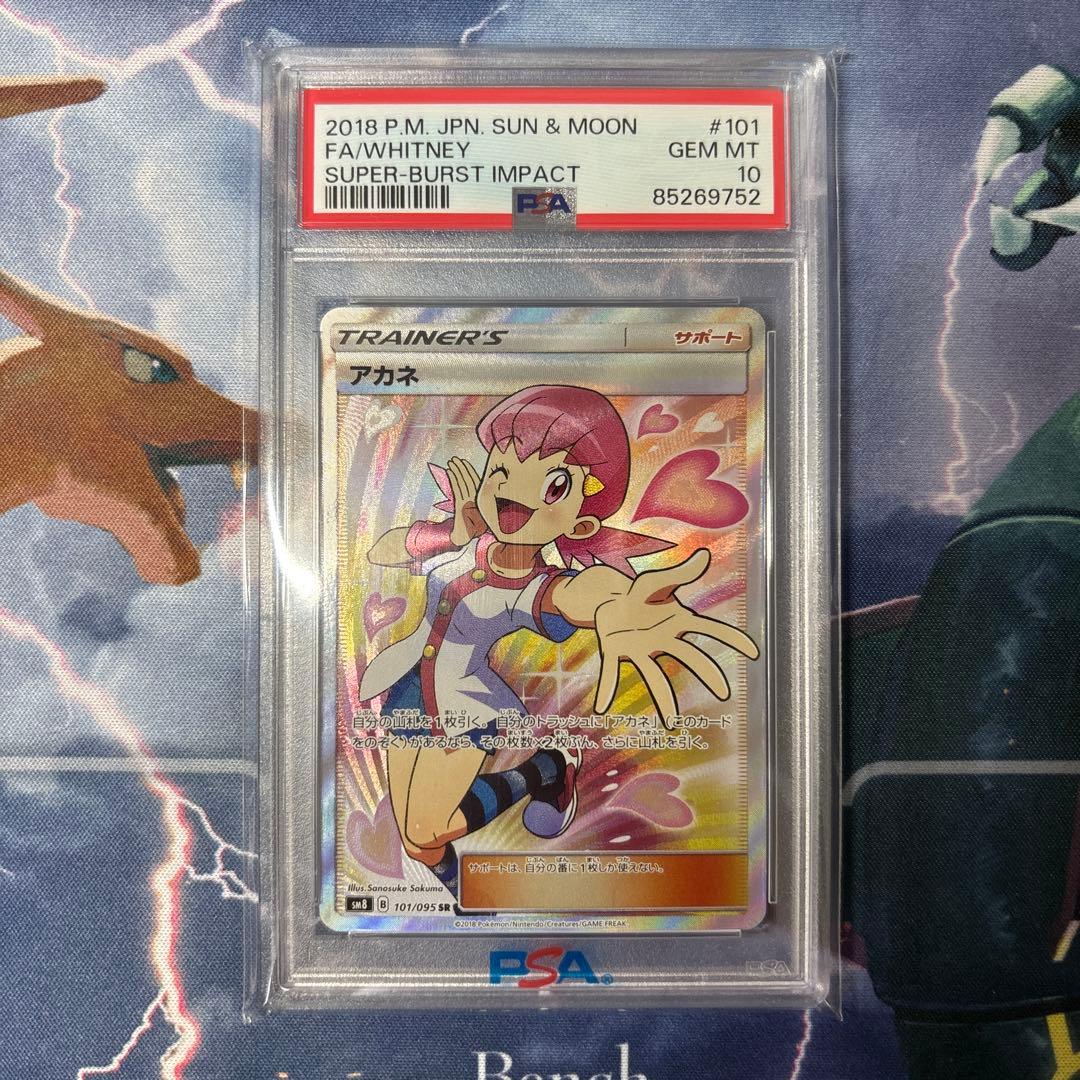 2018 P.M. JPN. SUN & MOON #101
FA/WHITNEY GEM MT
SUPER-BURST IMPACT 10
PSA 85269752
TRAINER'S サポート
アカネ
自分の山札を1枚引く。自分のトラッシュに「アカネ」(このカード
をのぞく)があるなら、その枚数×2枚ぶん、さらに山札を引く。
サポートは、自分の番に1枚しか使えない。
Illus. Sanosuke Sakuma
SM8 B 101/095 SR
©2018 Pokémon/Nintendo/Creatures/GAME FREAK
PSA®
PSA
Bench